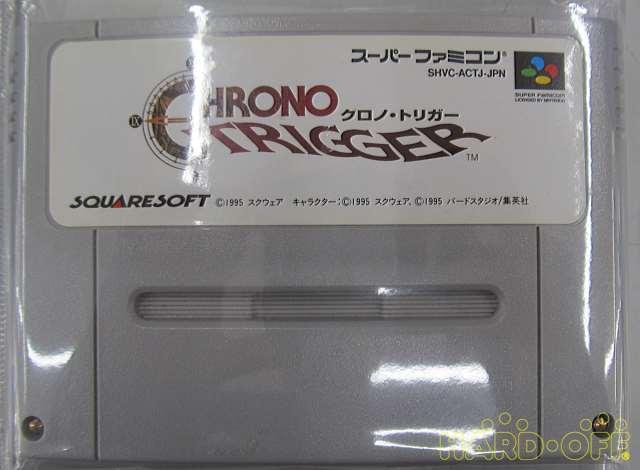 スーパーファミコン®
SHVC-ACTJ-JPN
SUPER FAMICOM
LICENSED BY NINTENDO
CHRONO
クロノ・トリガー
TRIGGER™
IX
SQUARESOFT ©1995 スクウェア キャラクター:©1995 スクウェア, ©1995 バードスタジオ/集英社
HARD・OFF